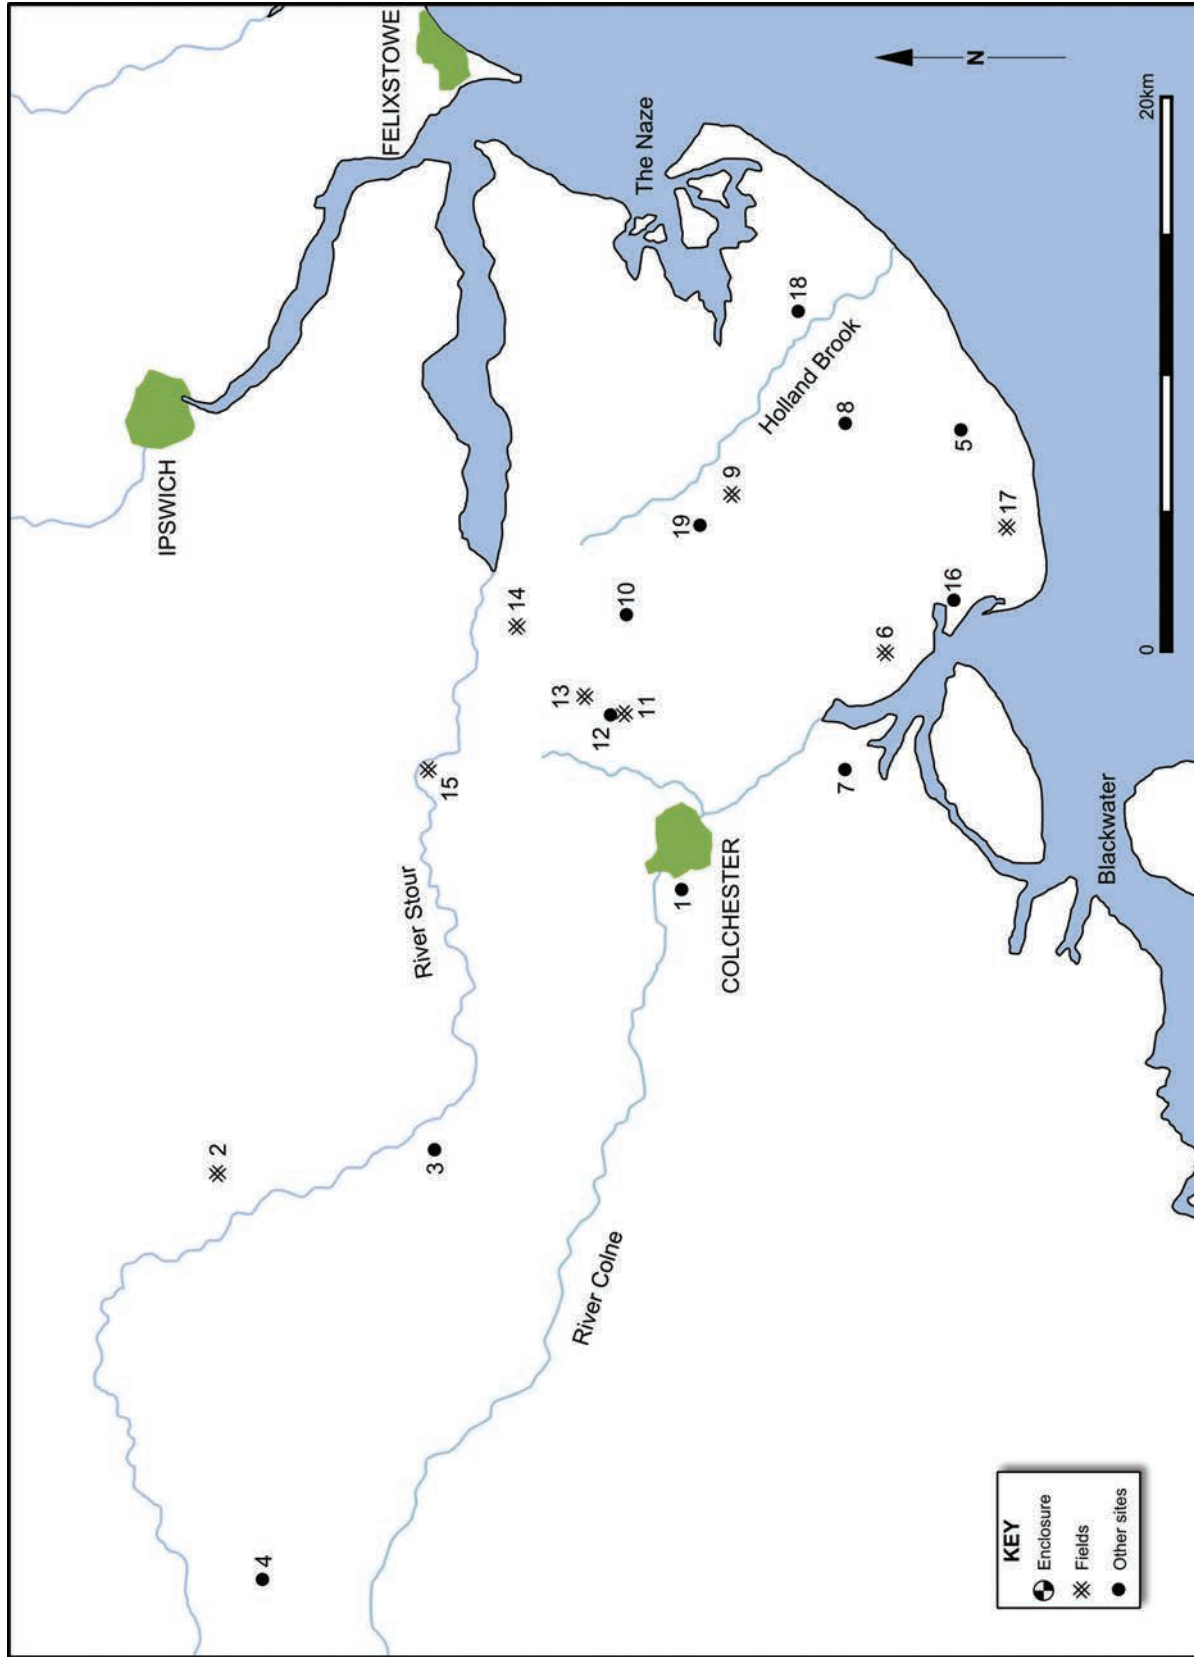 IPSWICH
FELIXSTOWE
N
20km
0
The Naze
Holland Brook
River Stour
River Colne
COLCHESTER
Blackwater
1
2
3
4
5
6
7
8
9
10
11
12
13
14
15
16
17
18
19
KEY
Enclosure
Fields
Other sites